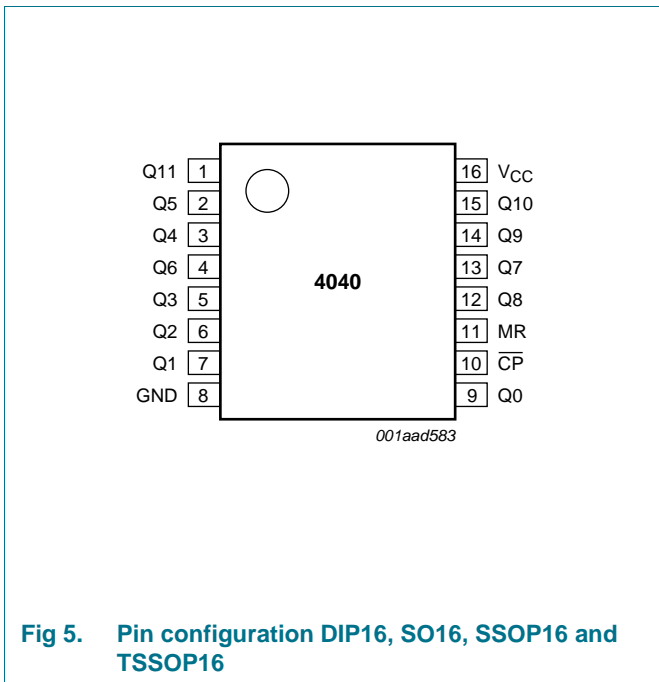 Q11 1 16 VCC
Q5 2 15 Q10
Q4 3 14 Q9
Q6 4 13 Q7
4040
Q3 5 12 Q8
Q2 6 11 MR
Q1 7 10 C̅P̅
GND 8 9 Q0
001aad583
Fig 5. Pin configuration DIP16, SO16, SSOP16 and
TSSOP16